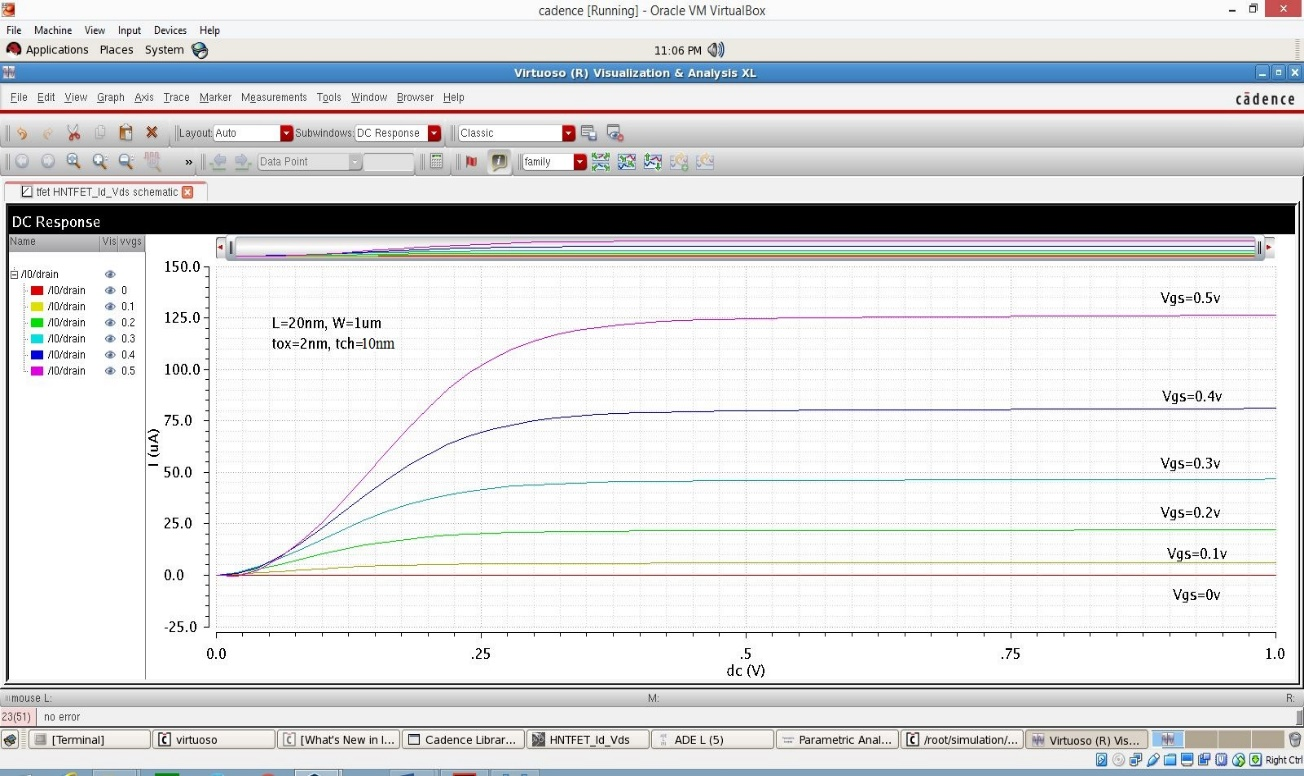 cadence [Running] - Oracle VM VirtualBox
File Machine View Input Devices Help
Applications Places System 11:06 PM
Virtuoso (R) Visualization & Analysis XL
File Edit View Graph Axis Trace Marker Measurements Tools Window Browser Help
cādence
Layout: Auto Subwindows: DC Response Classic
» Data Point family
tfet HNTFET_Id_Vds schematic
DC Response
Name Vis vvgs
/I0/drain
/I0/drain 0
/I0/drain 0.1
/I0/drain 0.2
/I0/drain 0.3
/I0/drain 0.4
/I0/drain 0.5
I (uA)
150.0
125.0
100.0
75.0
50.0
25.0
0.0
-25.0
L=20nm, W=1um
tox=2nm, tch=10nm
Vgs=0.5v
Vgs=0.4v
Vgs=0.3v
Vgs=0.2v
Vgs=0.1v
Vgs=0v
0.0 .25 .5 .75 1.0
dc (V)
mouse L: M: R:
23(51) no error
[Terminal] virtuoso [What's New in I... Cadence Librar... HNTFET_Id_Vds ADE L (5) Parametric Anal... /root/simulation/... Virtuoso (R) Vis...
Right Ctrl